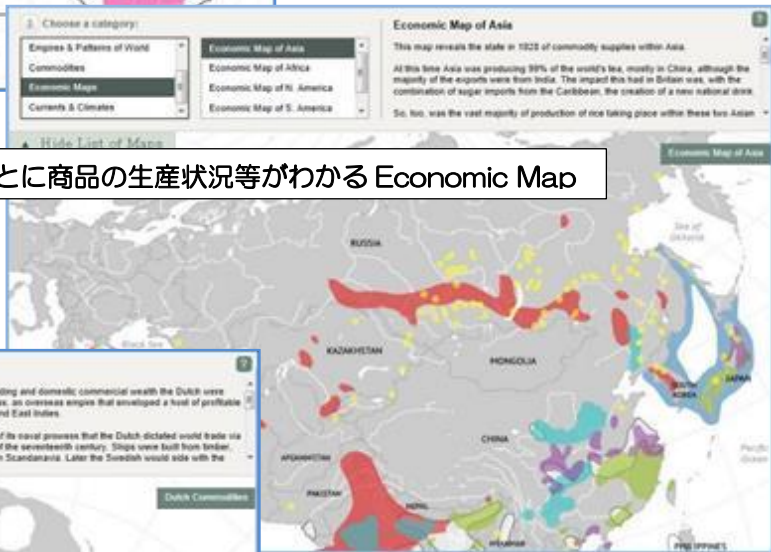 2. Choose a category:
Empires & Patterns of World
Commodities
Economic Maps
Currents & Climates
Economic Map of Asia
Economic Map of Africa
Economic Map of N. America
Economic Map of S. America
Economic Map of Asia
?
This map reveals the state in 1928 of commodity supplies within Asia.
At this time Asia was producing 98% of the world's tea, mostly in China, although the
majority of the exports were from India. The impact this had in Britain was, with the
combination of sugar imports from the Caribbean, the creation of a new national drink.
So, too, was the vast majority of production of rice taking place within these two Asian
Hide List of Maps
Economic Map of Asia
とに商品の生産状況等がわかる Economic Map
Sea of
Okhotsk
RUSSIA
Black Sea
KAZAKHSTAN
MONGOLIA
SOUTH
KOREA
JAPAN
CHINA
Pacific
Ocean
AFGHANISTAN
PAKISTAN
NEPAL
MYANMAR
PHILIPPINES
?
ding and domestic commercial wealth the Dutch were
an overseas empire that enveloped a host of profitable
nd East Indies.
f its naval prowess that the Dutch dictated world trade via
f the seventeenth century. Ships were built from timber,
Scandanavia. Later the Swedish would side with the
Dutch Commodities